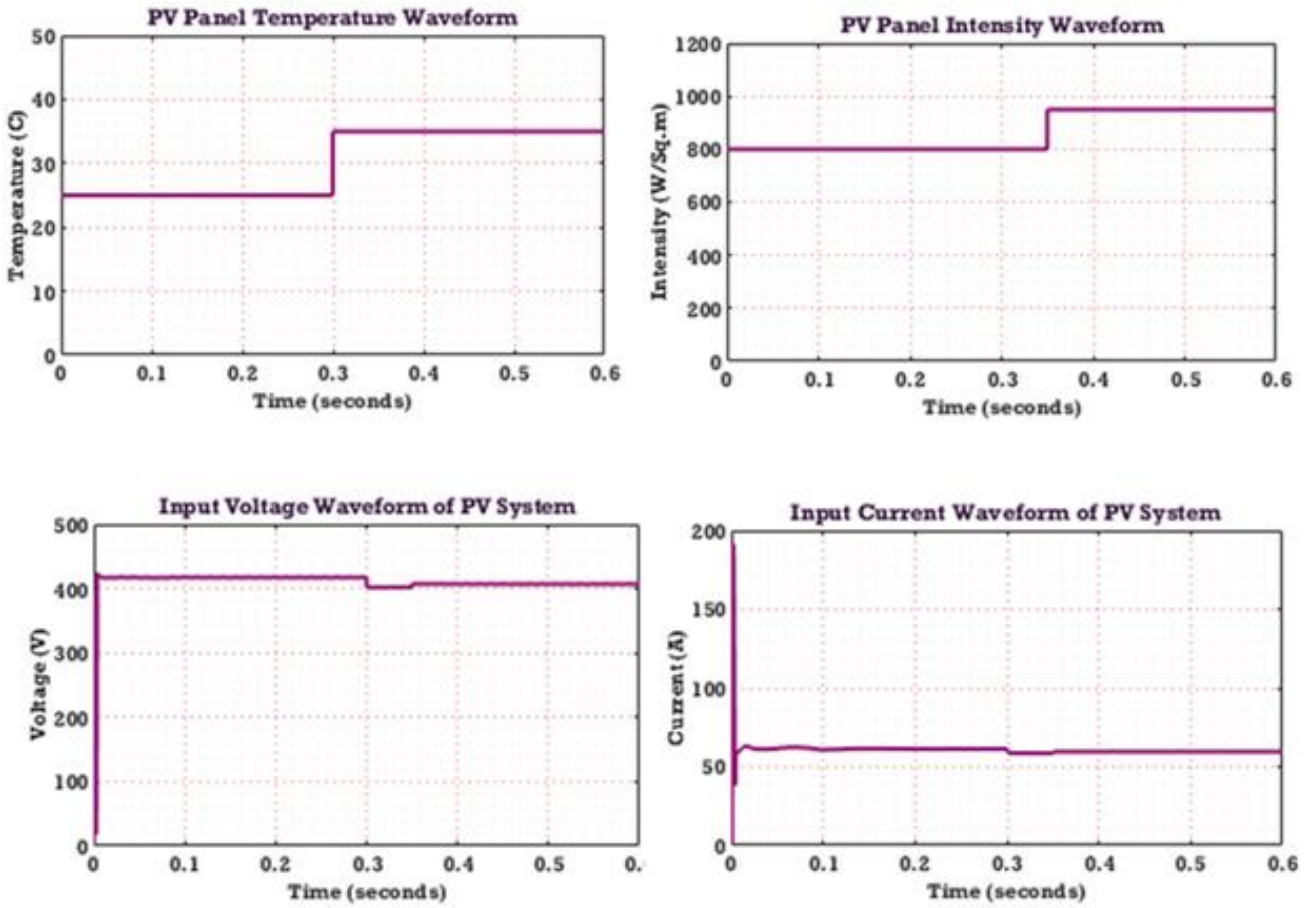 PV Panel Temperature Waveform
50
40
30
20
10
0
Temperature (C)
0 0.1 0.2 0.3 0.4 0.5 0.6
Time (seconds)
PV Panel Intensity Waveform
1200
1000
800
600
400
200
0
Intensity (W/Sq.m)
0 0.1 0.2 0.3 0.4 0.5 0.6
Time (seconds)
Input Voltage Waveform of PV System
500
400
300
200
100
0
Voltage (V)
0 0.1 0.2 0.3 0.4 0.5 0.
Time (seconds)
Input Current Waveform of PV System
200
150
100
50
0
Current (A)
0 0.1 0.2 0.3 0.4 0.5 0.6
Time (seconds)